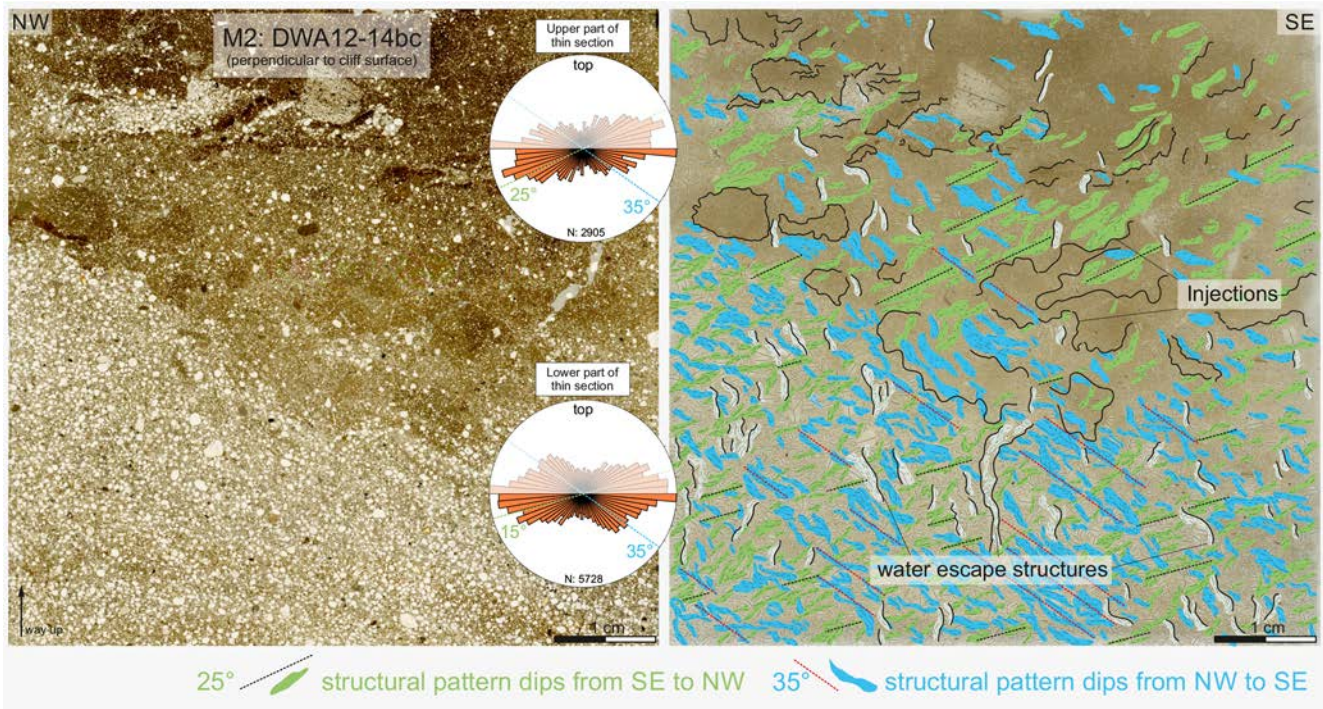 NW
M2: DWA12-14bc
(perpendicular to cliff surface)
Upper part of
thin section
top
25°
35°
N: 2905
Lower part of
thin section
top
15°
35°
N: 5728
way up
1 cm
SE
Injections
water escape structures
1 cm
25° structural pattern dips from SE to NW 35° structural pattern dips from NW to SE